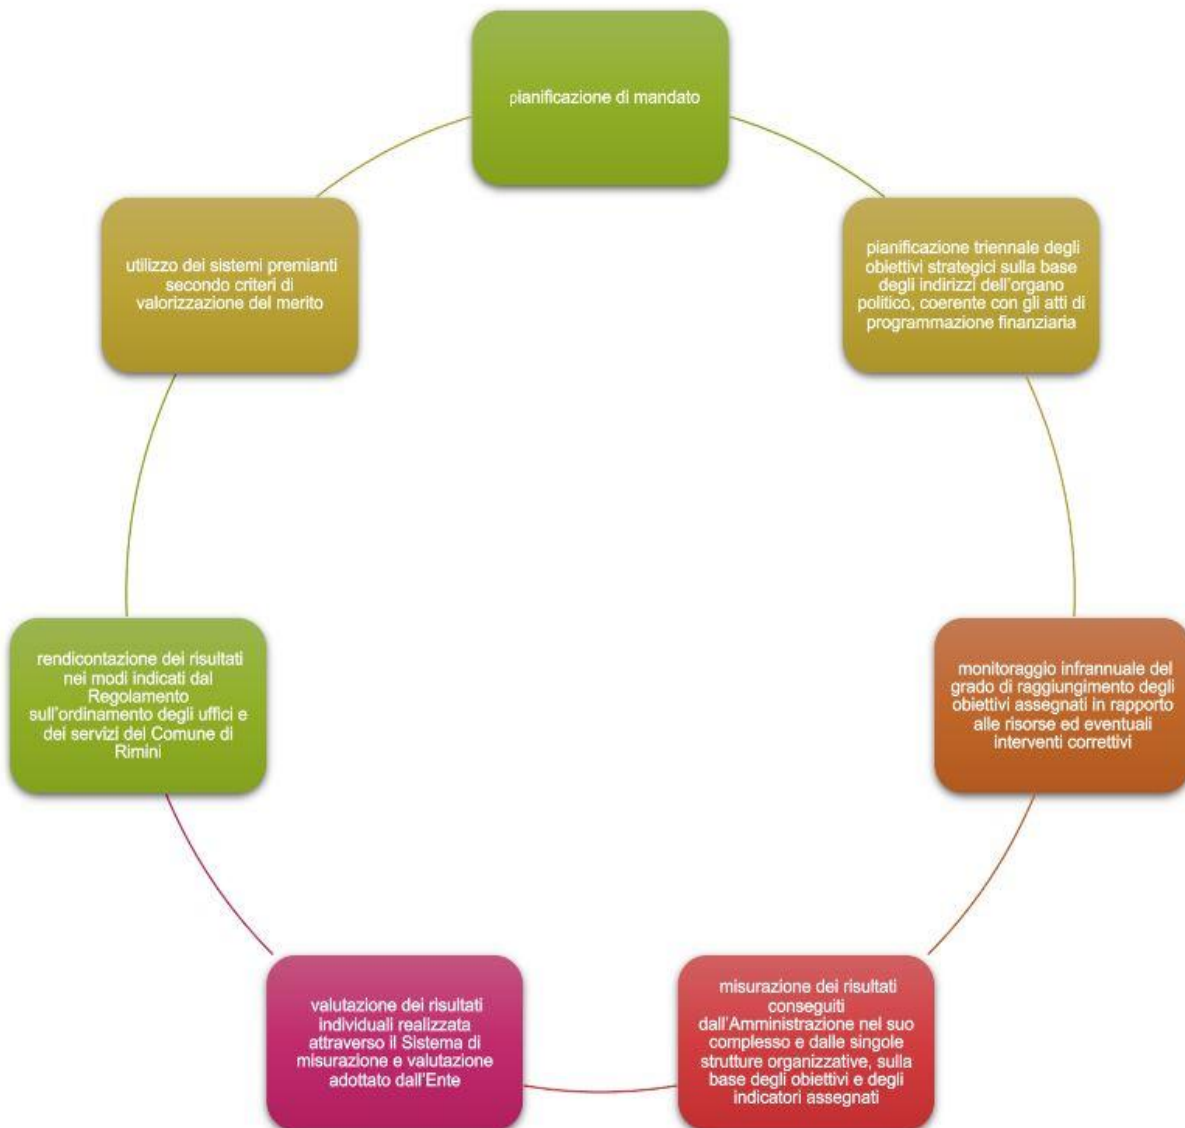 pianificazione di mandato
pianificazione triennale degli
obiettivi strategici sulla base
degli indirizzi dell'organo
politico, coerente con gli atti di
programmazione finanziaria
monitoraggio infrannuale del
grado di raggiungimento degli
obiettivi assegnati in rapporto
alle risorse ed eventuali
interventi correttivi
misurazione dei risultati
conseguiti
dall'Amministrazione nel suo
complesso e dalle singole
strutture organizzative, sulla
base degli obiettivi e degli
indicatori assegnati
valutazione dei risultati
individuali realizzata
attraverso il Sistema di
misurazione e valutazione
adottato dall'Ente
rendicontazione dei risultati
nei modi indicati dal
Regolamento
sull'ordinamento degli uffici e
dei servizi del Comune di
Rimini
utilizzo dei sistemi premianti
secondo criteri di
valorizzazione del merito